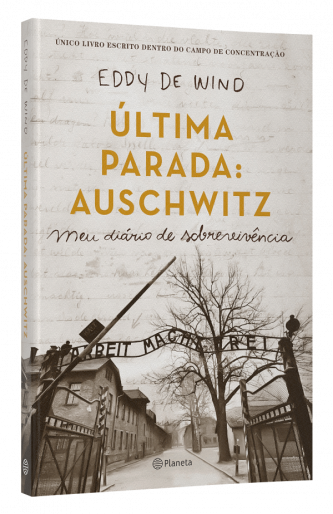 ÚNICO LIVRO ESCRITO DENTRO DO CAMPO DE CONCENTRAÇÃO
EDDY DE WIND
ÚLTIMA
PARADA:
AUSCHWITZ
Meu diário de sobrevivência
ARBEIT MACHT FREI
Planeta
EDDY DE WIND
ÚLTIMA PARADA: AUSCHWITZ